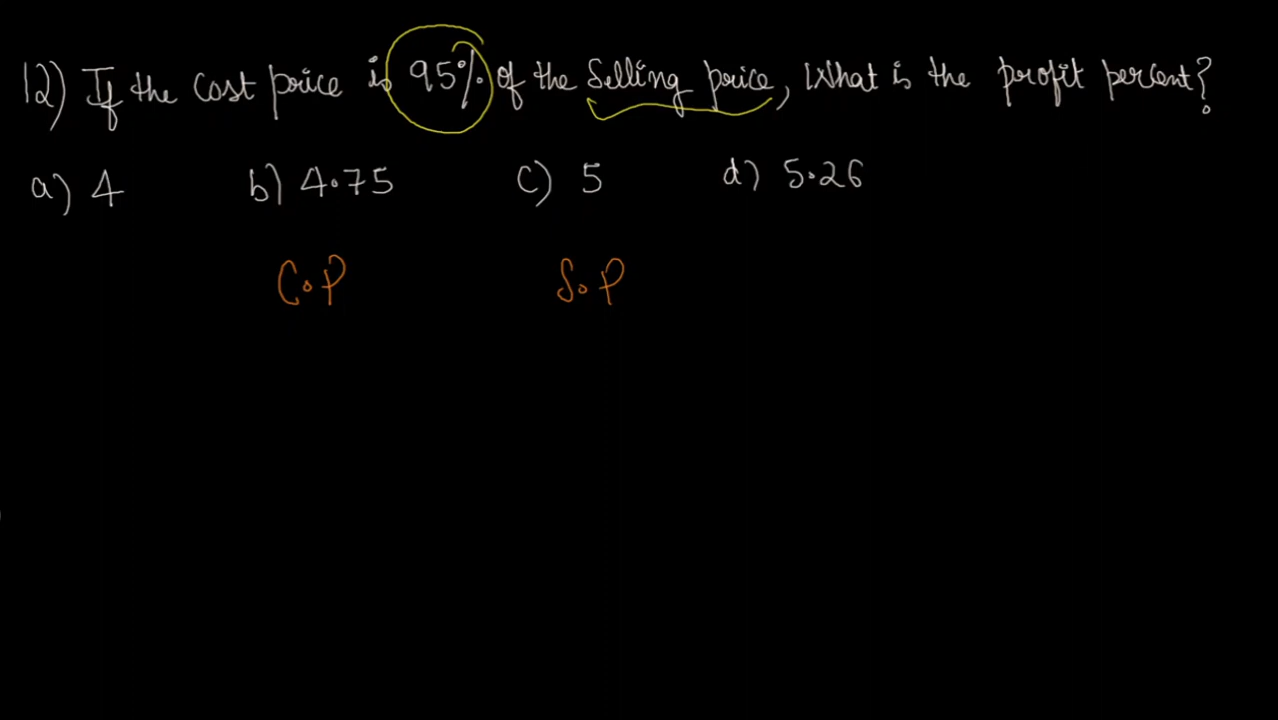 12) If the cost price is 95% of the selling price, What is the profit percent?
a) 4 b) 4.75 c) 5 d) 5.26
C.P S.P